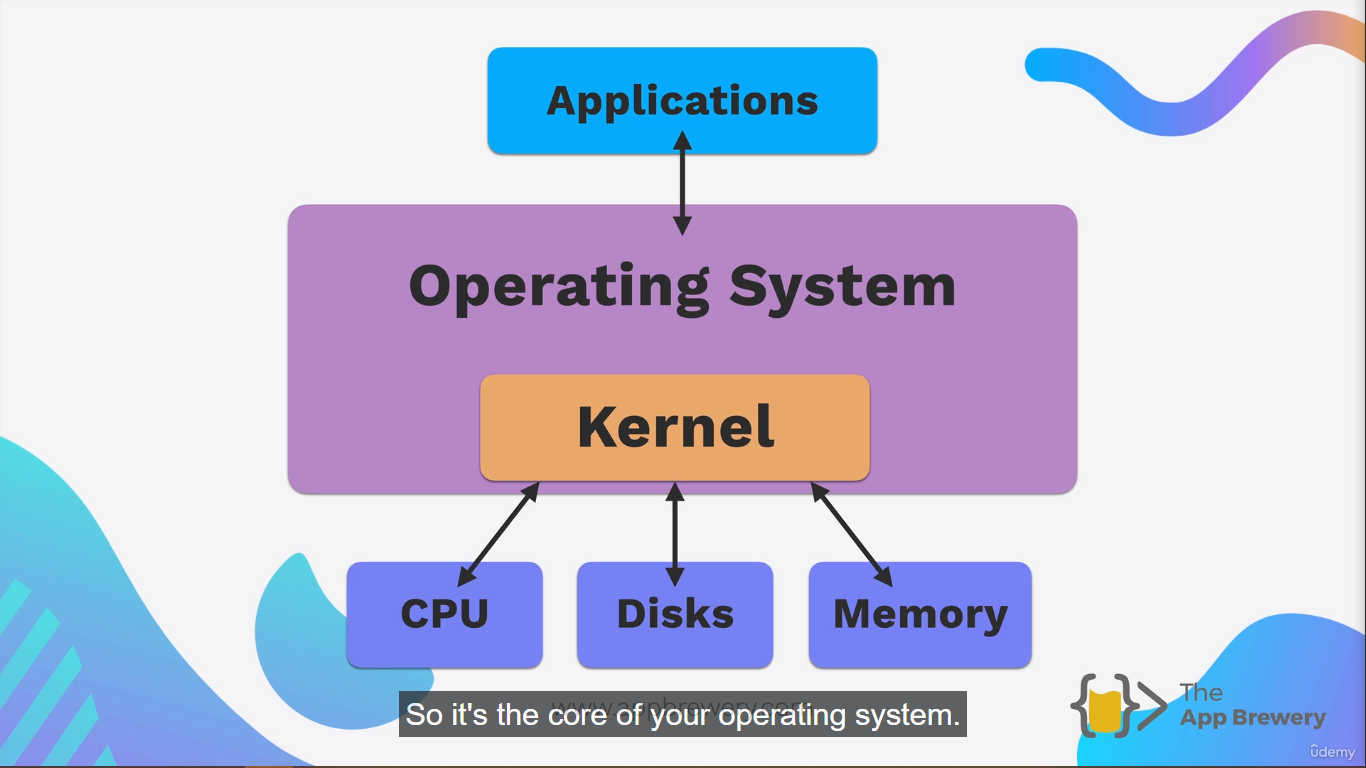 Applications
Operating System
Kernel
CPU
Disks
Memory
www.appbrewery.com
So it's the core of your operating system.
The
App Brewery
ûdemy